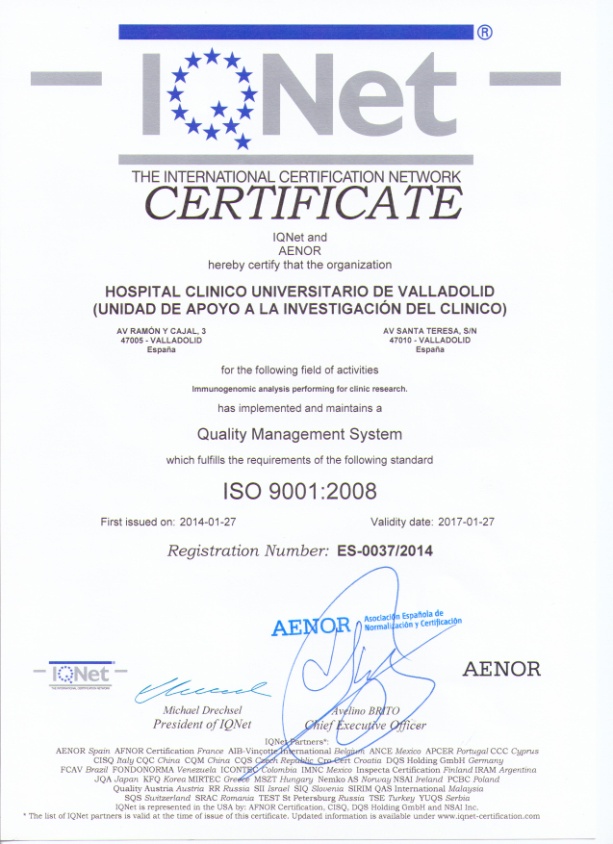 IQNet ®
THE INTERNATIONAL CERTIFICATION NETWORK
CERTIFICATE
IQNet and
AENOR
hereby certify that the organization
HOSPITAL CLINICO UNIVERSITARIO DE VALLADOLID
(UNIDAD DE APOYO A LA INVESTIGACIÓN DEL CLINICO)
AV RAMÓN Y CAJAL, 3
47005 - VALLADOLID
España
AV SANTA TERESA, S/N
47010 - VALLADOLID
España
for the following field of activities
Immunogenomic analysis performing for clinic research.
has implemented and maintains a
Quality Management System
which fulfills the requirements of the following standard
ISO 9001:2008
First issued on: 2014-01-27 Validity date: 2017-01-27
Registration Number: ES-0037/2014
AENOR Asociación Española de
Normalización y Certificación
IQNet
THE INTERNATIONAL CERTIFICATION NETWORK
AENOR
Michael Drechsel
President of IQNet
Avelino BRITO
Chief Executive Officer
IQNet Partners*:
AENOR Spain AFNOR Certification France AIB-Vinçotte International Belgium ANCE Mexico APCER Portugal CCC Cyprus
CISQ Italy CQC China CQM China CQS Czech Republic Cro Cert Croatia DQS Holding GmbH Germany
FCAV Brazil FONDONORMA Venezuela ICONTEC Colombia IMNC Mexico Inspecta Certification Finland IRAM Argentina
JQA Japan KFQ Korea MIRTEC Greece MSZT Hungary Nemko AS Norway NSAI Ireland PCBC Poland
Quality Austria Austria RR Russia SII Israel SIQ Slovenia SIRIM QAS International Malaysia
SQS Switzerland SRAC Romania TEST St Petersburg Russia TSE Turkey YUQS Serbia
IQNet is represented in the USA by: AFNOR Certification, CISQ, DQS Holding GmbH and NSAI Inc.
* The list of IQNet partners is valid at the time of issue of this certificate. Updated information is available under www.iqnet-certification.com